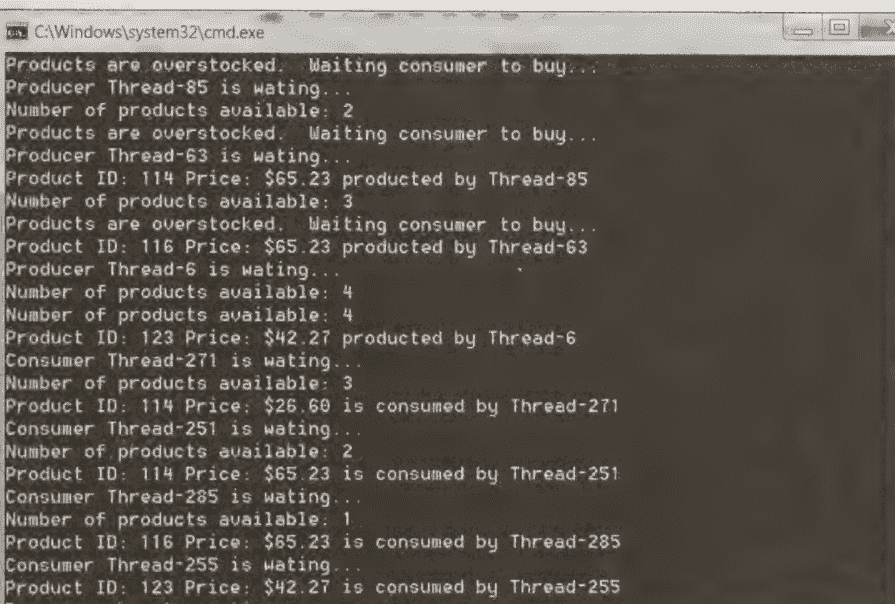 C:\Windows\system32\cmd.exe
Products are overstocked.  Waiting consumer to buy...
Producer Thread-85 is wating...
Number of products available: 2
Products are overstocked.  Waiting consumer to buy...
Producer Thread-63 is wating...
Product ID: 114 Price: $65.23 producted by Thread-85
Number of products available: 3
Products are overstocked.  Waiting consumer to buy...
Product ID: 116 Price: $65.23 producted by Thread-63
Producer Thread-6 is wating...
Number of products available: 4
Number of products available: 4
Product ID: 123 Price: $42.27 producted by Thread-6
Consumer Thread-271 is wating...
Number of products available: 3
Product ID: 114 Price: $26.60 is consumed by Thread-271
Consumer Thread-251 is wating...
Number of products available: 2
Product ID: 114 Price: $65.23 is consumed by Thread-251
Consumer Thread-285 is wating...
Number of products available: 1
Product ID: 116 Price: $65.23 is consumed by Thread-285
Consumer Thread-255 is wating...
Product ID: 123 Price: $42.27 is consumed by Thread-255